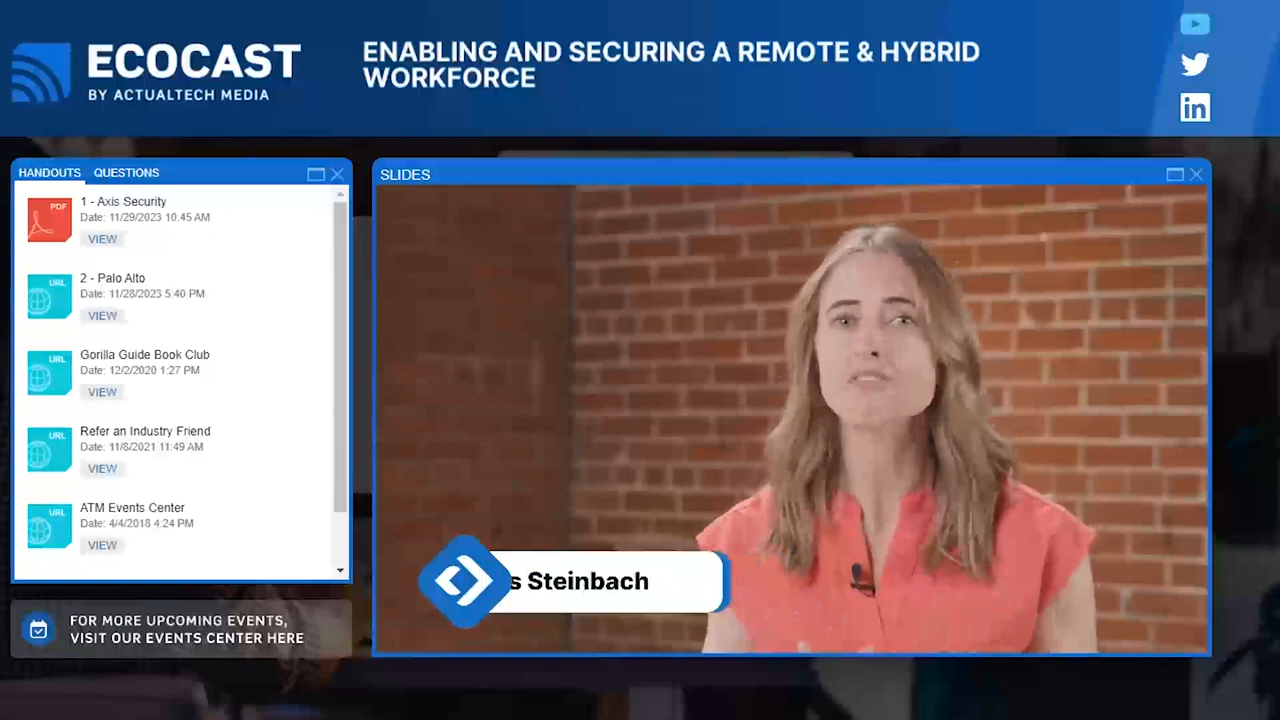 ECOCAST
BY ACTUALTECH MEDIA
ENABLING AND SECURING A REMOTE & HYBRID
WORKFORCE
in
HANDOUTS QUESTIONS
PDF
1 - Axis Security
Date: 11/29/2023 10:45 AM
VIEW
URL
2 - Palo Alto
Date: 11/28/2023 5:40 PM
VIEW
URL
Gorilla Guide Book Club
Date: 12/2/2020 1:27 PM
VIEW
URL
Refer an Industry Friend
Date: 11/8/2021 11:49 AM
VIEW
URL
ATM Events Center
Date: 4/4/2018 4:24 PM
VIEW
FOR MORE UPCOMING EVENTS,
VISIT OUR EVENTS CENTER HERE
SLIDES
s Steinbach